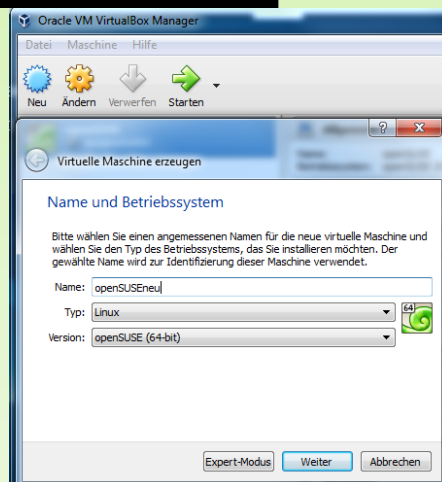 Oracle VM VirtualBox Manager
Datei Maschine Hilfe
Neu Ändern Verwerfen Starten
?
Virtuelle Maschine erzeugen
Name und Betriebssystem
Bitte wählen Sie einen angemessenen Namen für die neue virtuelle Maschine und
wählen Sie den Typ des Betriebssystems, das Sie installieren möchten. Der
gewählte Name wird zur Identifizierung dieser Maschine verwendet.
Name: openSUSEneu
Typ: Linux
64
Version: openSUSE (64-bit)
Expert-Modus Weiter Abbrechen